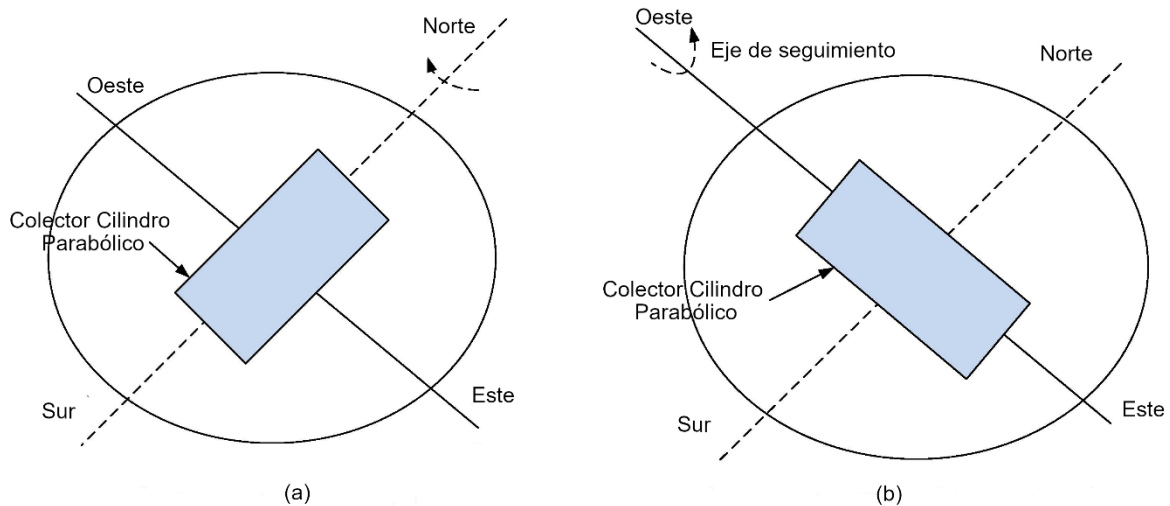 Norte
Oeste
Colector Cilindro
Parabólico
Sur
Este
(a)
Oeste
Eje de seguimiento
Norte
Colector Cilindro
Parabólico
Sur
Este
(b)